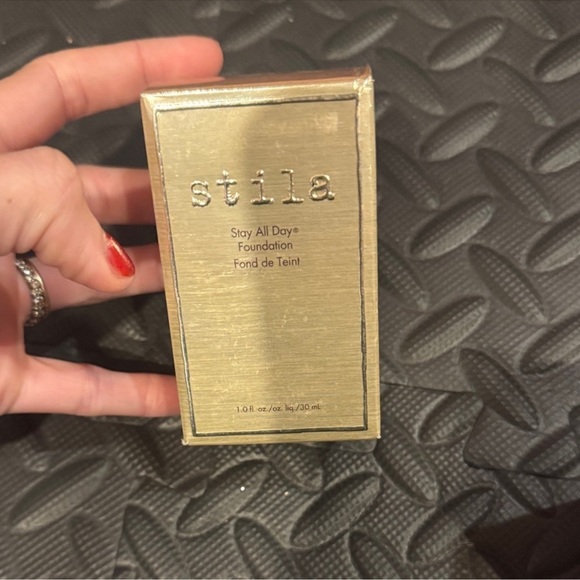 stila
Stay All Day®
Foundation
Fond de Teint
1.0 fl. oz./oz. liq./30 mL